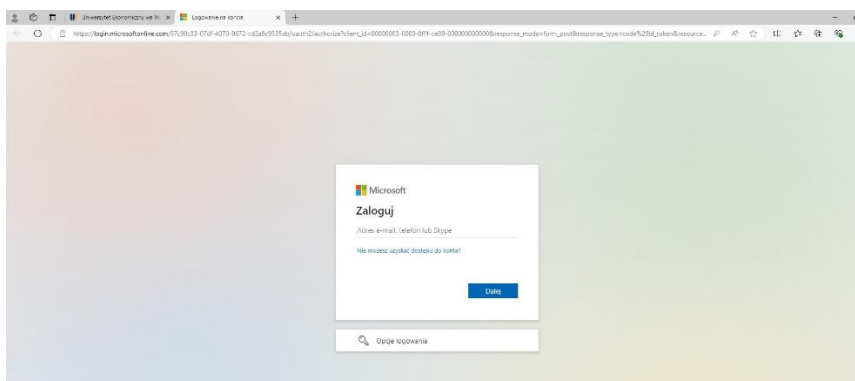 Uniwersytet Ekonomiczny we W
Logowanie na koncie
Microsoft
Zaloguj
Adres e-mail, telefon lub Skype
Nie możesz uzyskać dostępu do konta?
Dalej
Opcje logowania